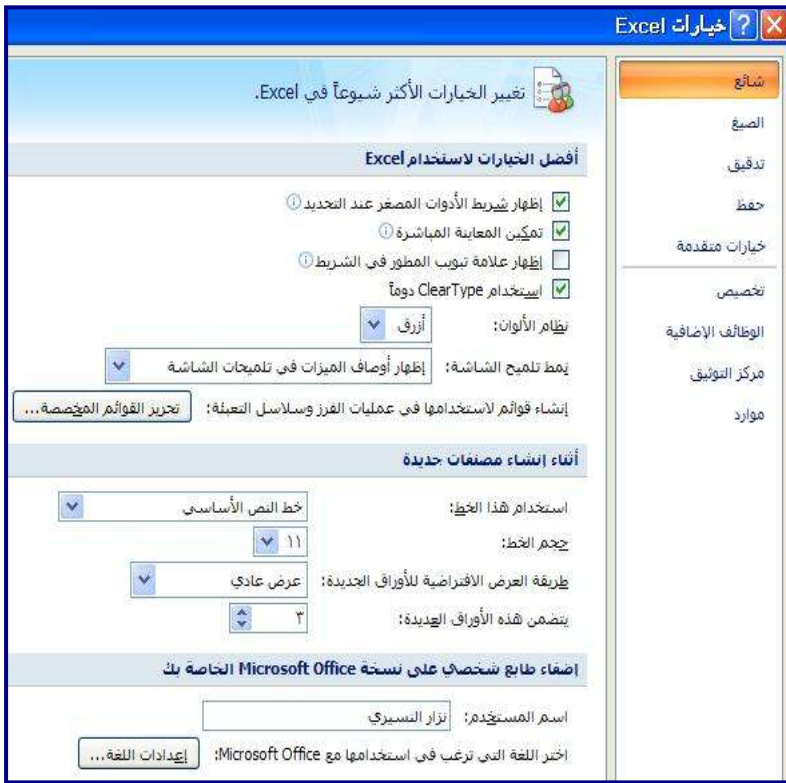 خيارات Excel
شائع
الصيغ
تدقيق
حفظ
خيارات متقدمة
تخصيص
الوظائف الإضافية
مركز التوثيق
موارد
تغيير الخيارات الأكثر شيوعاً في Excel.
أفضل الخيارات لاستخدام Excel
إظهار شريط الأدوات المصغر عند التحديد
تمكين المعاينة المباشرة
إظهار علامة تبويب المطور في الشريط
استخدام ClearType دوماً
نظام الألوان: أزرق
نمط تلميح الشاشة: إظهار أوصاف الميزات في تلميحات الشاشة
إنشاء قوائم لاستخدامها في عمليات الفرز وسلاسل التعبئة: تحرير القوائم المخصصة...
أثناء إنشاء مصنفات جديدة
استخدام هذا الخط: خط النص الأساسي
حجم الخط: ١١
طريقة العرض الافتراضية للأوراق الجديدة: عرض عادي
يتضمن هذه الأوراق العديدة: ٣
إضفاء طابع شخصي على نسخة Microsoft Office الخاصة بك
اسم المستخدم: نزار النسيري
اختر اللغة التي ترغب في استخدامها مع Microsoft Office: إعدادات اللغة...